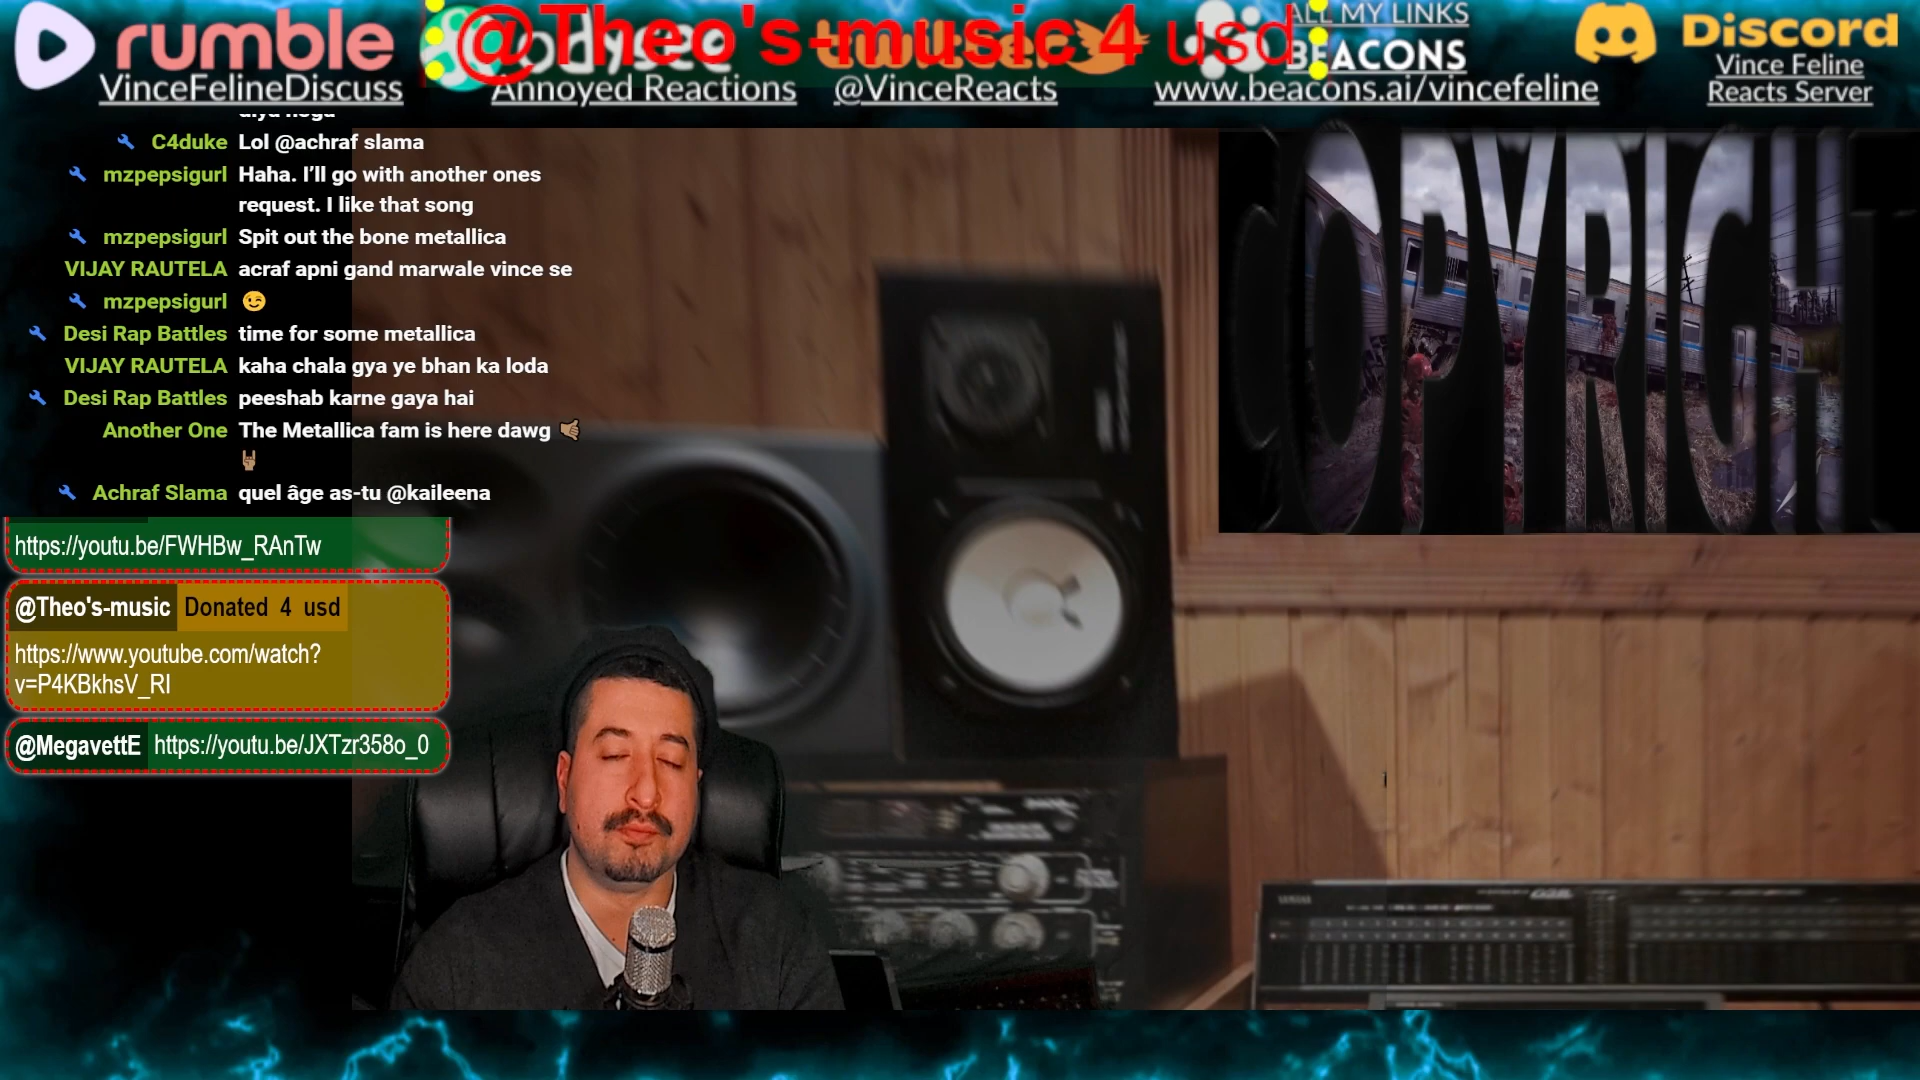 rumble
VinceFelineDiscuss
odysee
Annoyed Reactions
twitter
@VinceReacts
@Theo's-music 4 usd
ALL MY LINKS
BEACONS
www.beacons.ai/vincefeline
Discord
Vince Feline
Reacts Server
C4duke Lol @achraf slama
mzpepsigurl Haha. I’ll go with another ones
request. I like that song
mzpepsigurl Spit out the bone metallica
VIJAY RAUTELA acraf apni gand marwale vince se
mzpepsigurl 😉
Desi Rap Battles time for some metallica
VIJAY RAUTELA kaha chala gya ye bhan ka loda
Desi Rap Battles peeshab karne gaya hai
Another One The Metallica fam is here dawg 🤙🏽
🤘🏽
Achraf Slama quel âge as-tu @kaileena
https://youtu.be/FWHBw_RAnTw
@Theo's-music Donated 4 usd
https://www.youtube.com/watch?
v=P4KBkhsV_RI
@MegavettE https://youtu.be/JXTzr358o_0
COPYRIGHT
YAMAHA